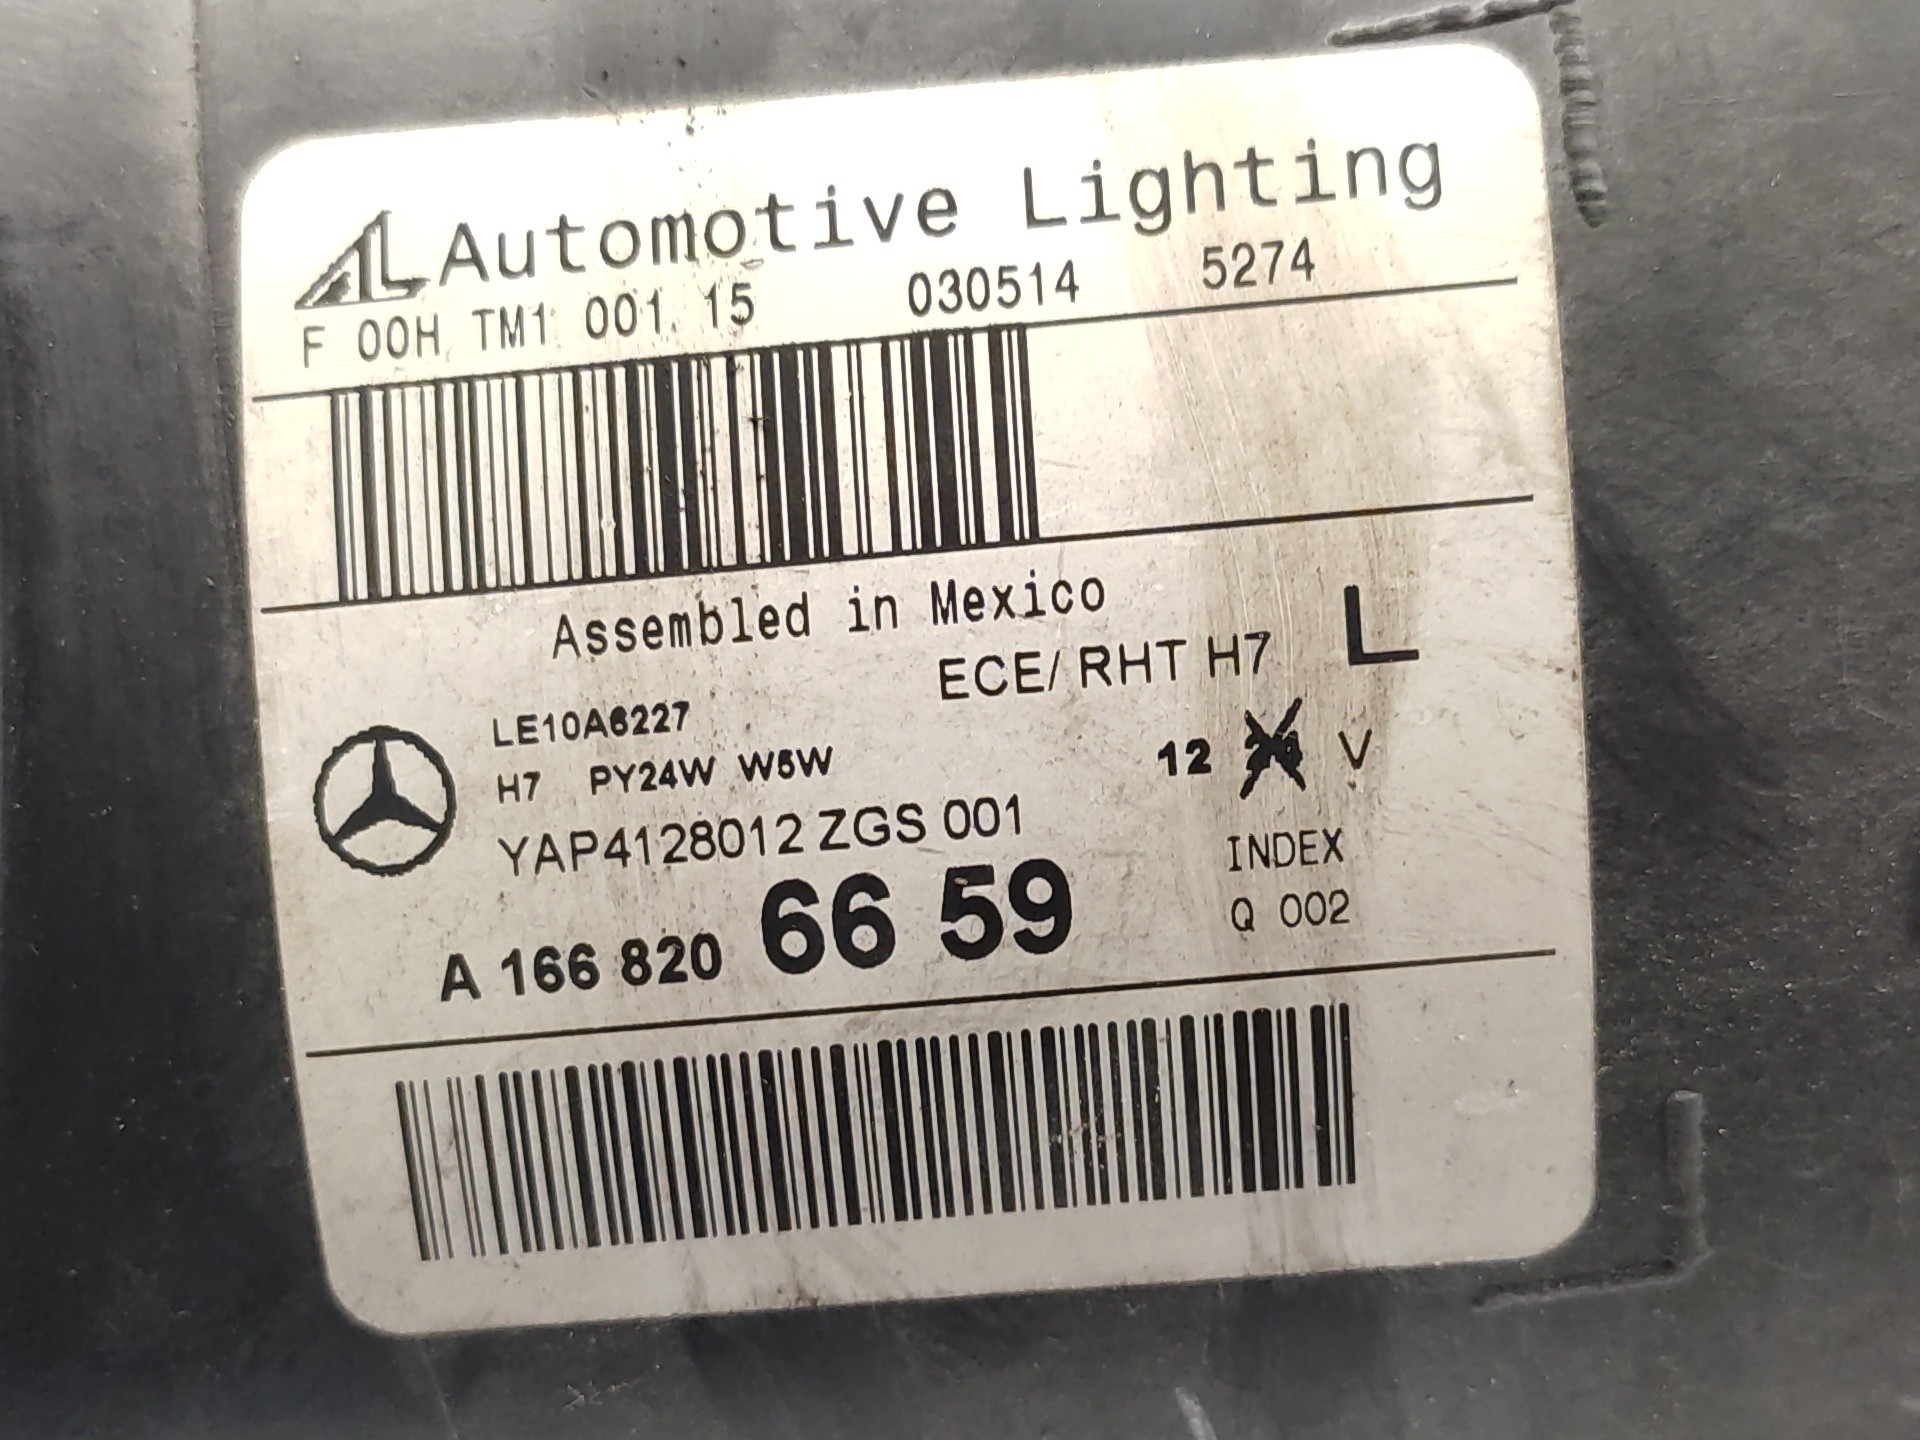 AL Automotive Lighting
F 00H TM1 001 15 030514 5274
Assembled in Mexico
ECE/ RHT H7 L
LE10A6227
H7 PY24W W5W 12 V
YAP4128012 ZGS 001
INDEX
A 166 820 66 59
Q 002